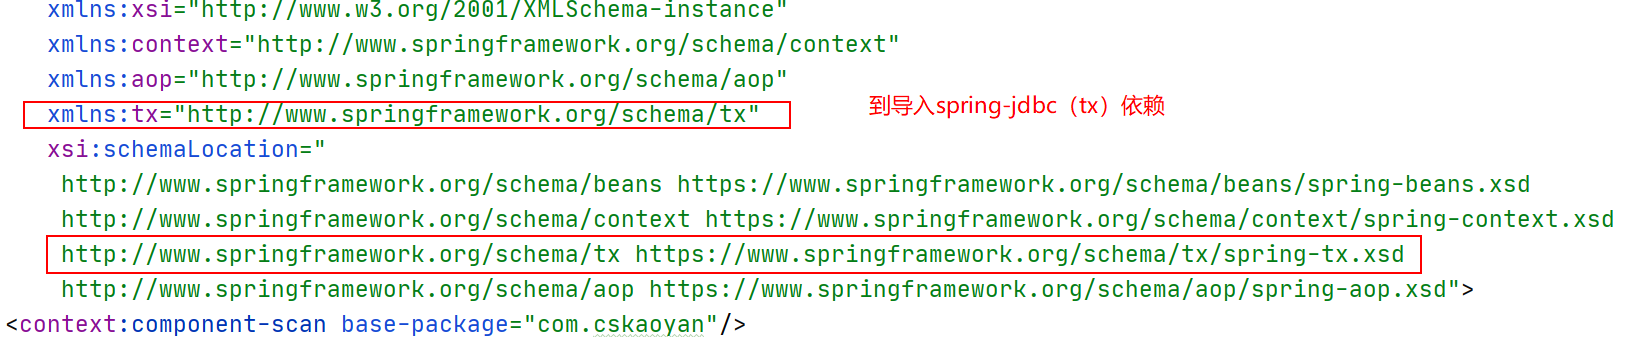 xmlns:xsi="http://www.w3.org/2001/XMLSchema-instance"
xmlns:context="http://www.springframework.org/schema/context"
xmlns:aop="http://www.springframework.org/schema/aop"
xmlns:tx="http://www.springframework.org/schema/tx" 到导入spring-jdbc（tx）依赖
xsi:schemaLocation="
http://www.springframework.org/schema/beans https://www.springframework.org/schema/beans/spring-beans.xsd
http://www.springframework.org/schema/context https://www.springframework.org/schema/context/spring-context.xsd
http://www.springframework.org/schema/tx https://www.springframework.org/schema/tx/spring-tx.xsd
http://www.springframework.org/schema/aop https://www.springframework.org/schema/aop/spring-aop.xsd">
<context:component-scan base-package="com.cskaoyan"/>